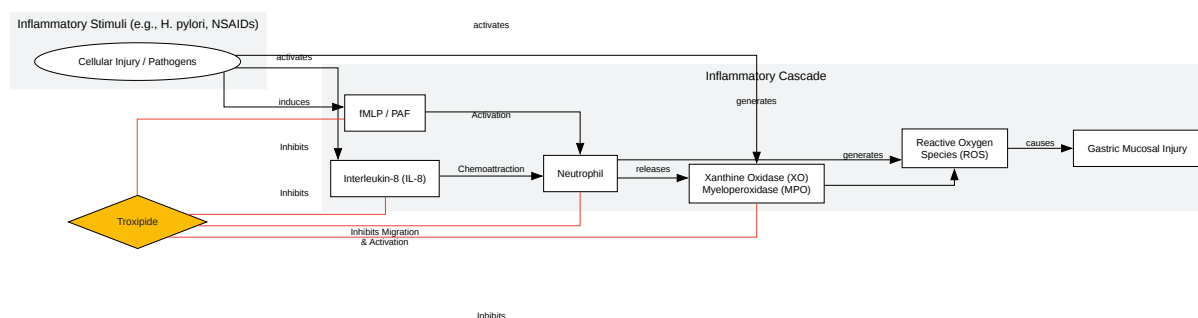 activates
Inflammatory Stimuli (e.g., H. pylori, NSAIDs)
Cellular Injury / Pathogens
activates
Inflammatory Cascade
induces
generates
fMLP / PAF
Activation
Inhibits
Reactive Oxygen
Species (ROS)
causes
Gastric Mucosal Injury
generates
Interleukin-8 (IL-8)
Chemoattraction
Neutrophil
releases
Xanthine Oxidase (XO)
Myeloperoxidase (MPO)
Inhibits
Troxipide
Inhibits Migration
& Activation
Inhibits